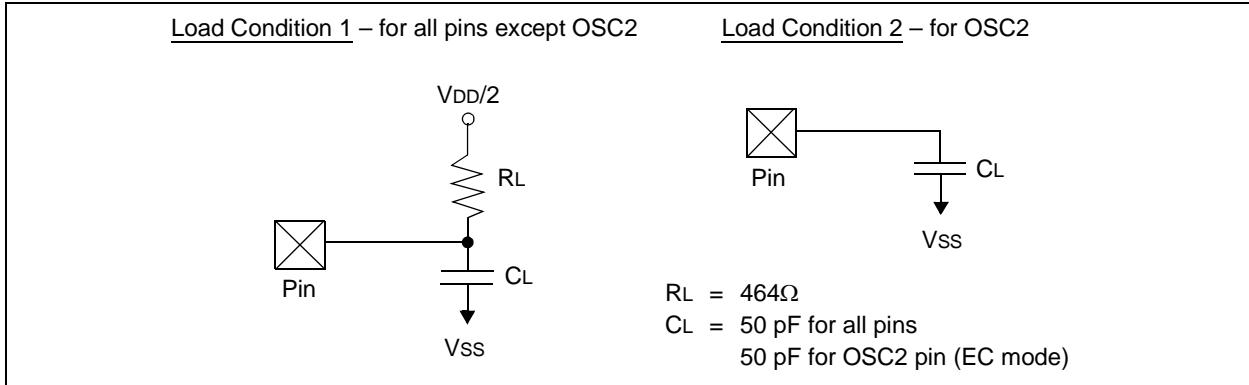 Load Condition 1 – for all pins except OSC2
Load Condition 2 – for OSC2
VDD/2
RL
Pin
CL
VSS
Pin
CL
VSS
RL = 464Ω
CL = 50 pF for all pins
50 pF for OSC2 pin (EC mode)